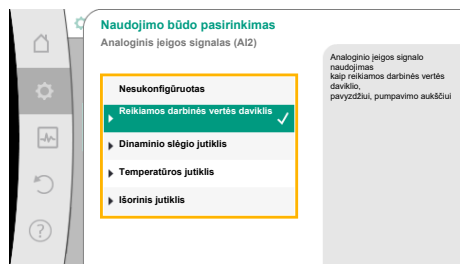 Naudojimo būdo pasirinkimas
Analoginis įeigos signalas (AI2)
Nesukonfigūruotas
Reikiamos darbinės vertės daviklis
Dinaminio slėgio jutiklis
Temperatūros jutiklis
Išorinis jutiklis
Analoginio įeigos signalo
naudojimas
kaip reikiamos darbinės vertės
daviklio,
pavyzdžiui, pumpavimo aukščiui